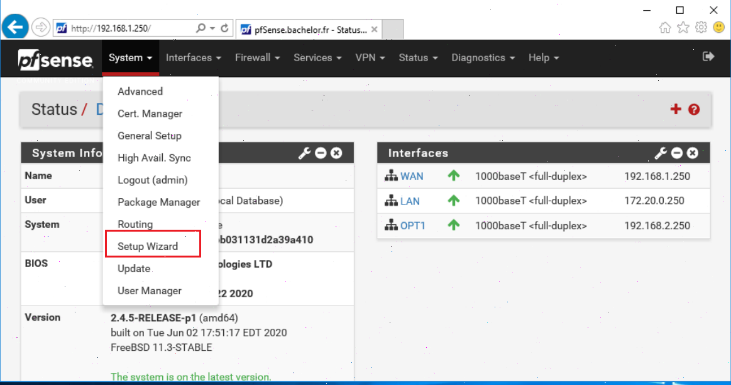 http://192.168.1.250/
pfSense.bachelor.fr - Status...
pfsense
System
Interfaces
Firewall
Services
VPN
Status
Diagnostics
Help
Advanced
Cert. Manager
General Setup
High Avail. Sync
Logout (admin)
Package Manager
Routing
Setup Wizard
Update
User Manager
Status /
System Info
Name
User
ocal Database)
System
e
b031131d2a39a410
BIOS
ologies LTD
22 2020
Version
2.4.5-RELEASE-p1 (amd64)
built on Tue Jun 02 17:51:17 EDT 2020
FreeBSD 11.3-STABLE
The system is on the latest version.
Interfaces
WAN 1000baseT <full-duplex> 192.168.1.250
LAN 1000baseT <full-duplex> 172.20.0.250
OPT1 1000baseT <full-duplex> 192.168.2.250